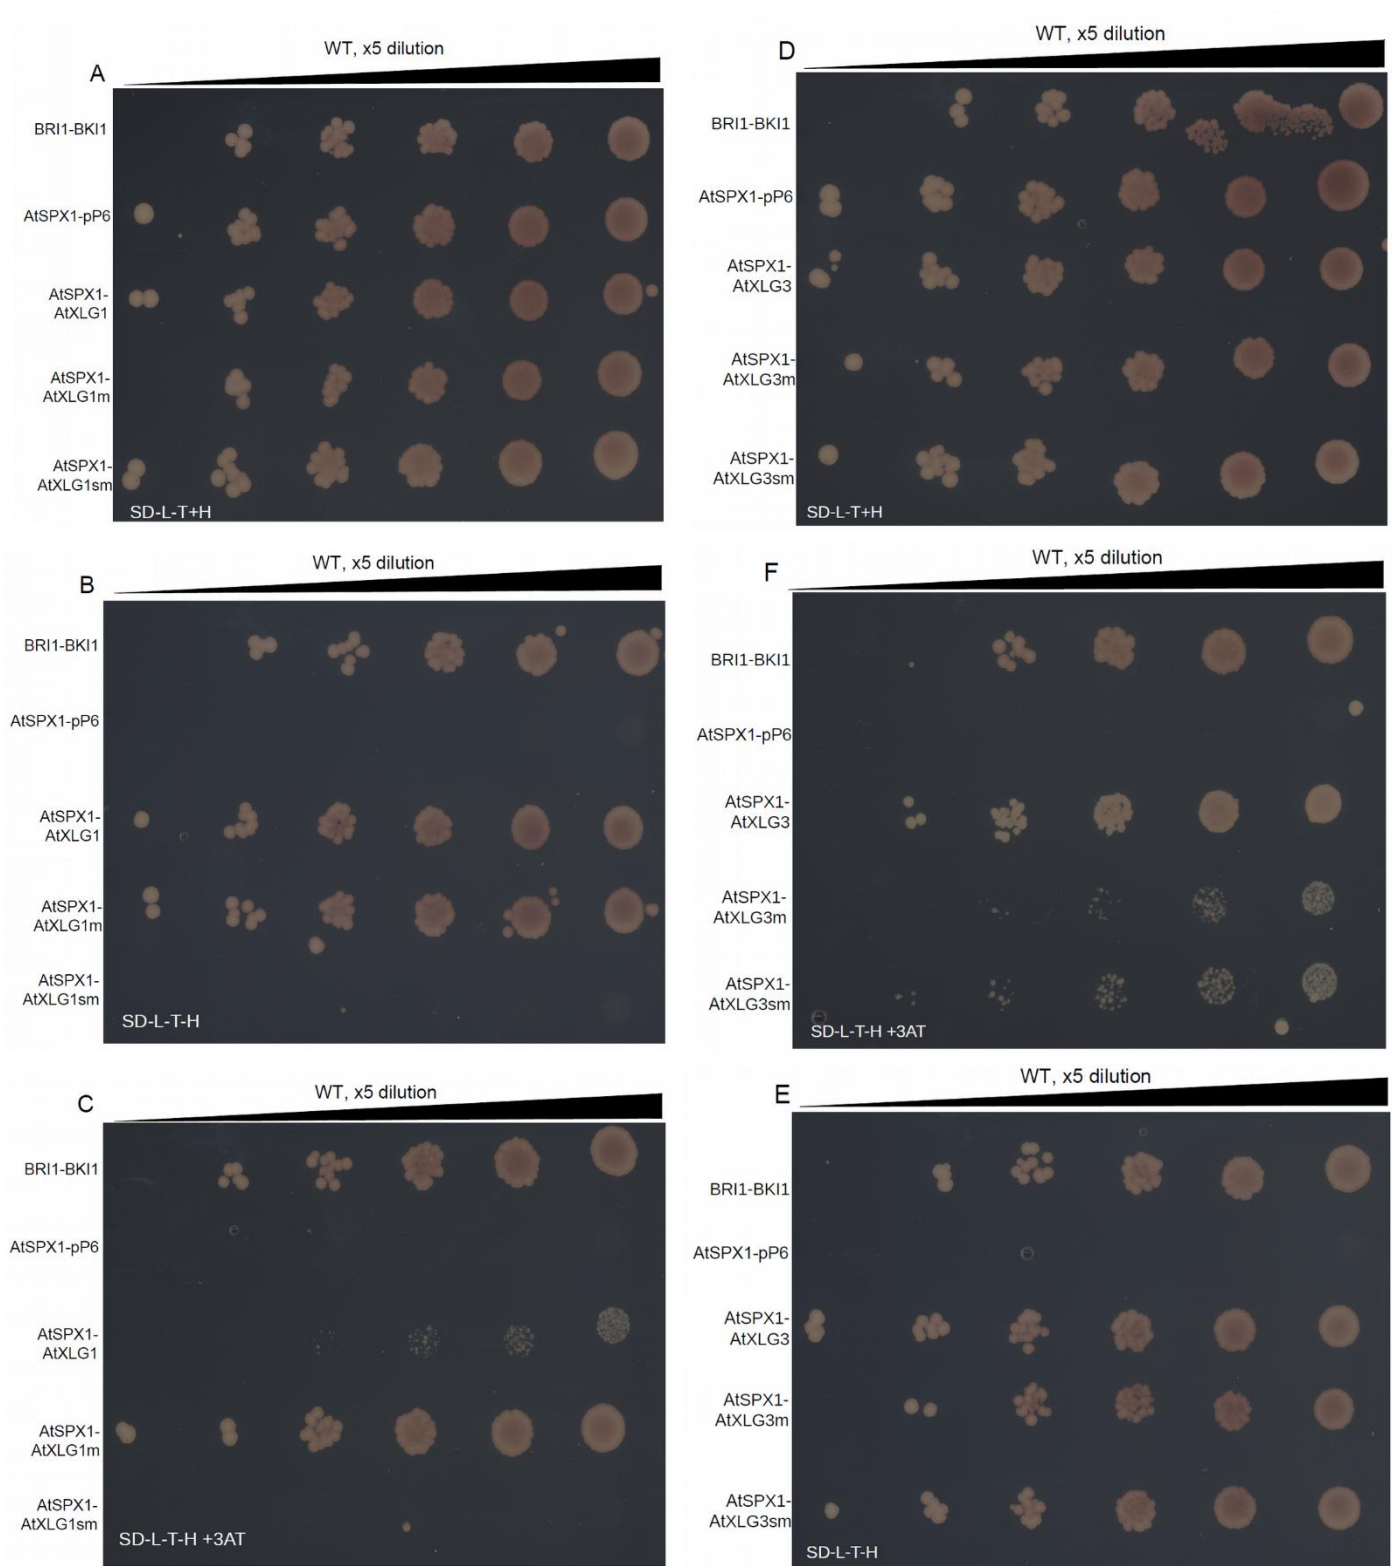 WT, x5 dilution
A
BRI1-BKI1
AtSPX1-pP6
AtSPX1-
AtXLG1
AtSPX1-
AtXLG1m
AtSPX1-
AtXLG1sm
SD-L-T+H
WT, x5 dilution
D
BRI1-BKI1
AtSPX1-pP6
AtSPX1-
AtXLG3
AtSPX1-
AtXLG3m
AtSPX1-
AtXLG3sm
SD-L-T+H
WT, x5 dilution
B
BRI1-BKI1
AtSPX1-pP6
AtSPX1-
AtXLG1
AtSPX1-
AtXLG1m
AtSPX1-
AtXLG1sm
SD-L-T-H
WT, x5 dilution
F
BRI1-BKI1
AtSPX1-pP6
AtSPX1-
AtXLG3
AtSPX1-
AtXLG3m
AtSPX1-
AtXLG3sm
SD-L-T-H +3AT
WT, x5 dilution
C
BRI1-BKI1
AtSPX1-pP6
AtSPX1-
AtXLG1
AtSPX1-
AtXLG1m
AtSPX1-
AtXLG1sm
SD-L-T-H +3AT
WT, x5 dilution
E
BRI1-BKI1
AtSPX1-pP6
AtSPX1-
AtXLG3
AtSPX1-
AtXLG3m
AtSPX1-
AtXLG3sm
SD-L-T-H